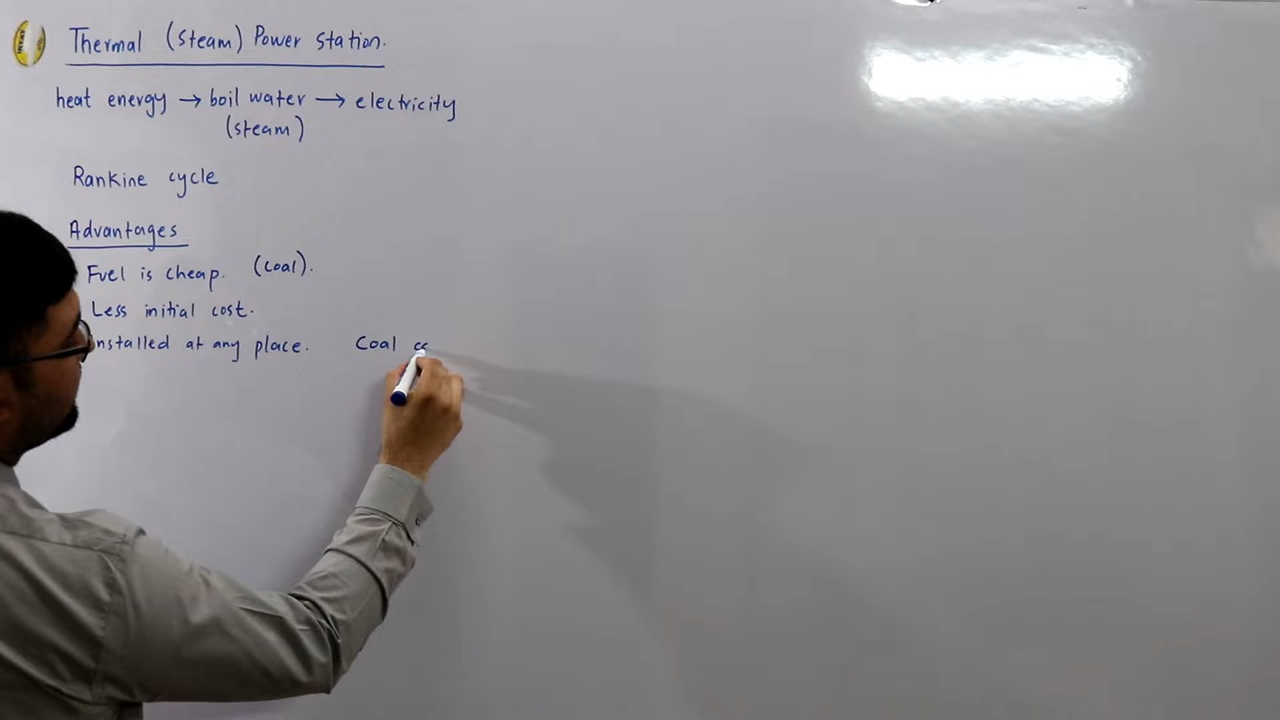 Thermal (Steam) Power Station.
heat energy → boil water → electricity
(steam)
Rankine cycle
Advantages
Fuel is cheap. (coal).
Less initial cost.
installed at any place. Coal